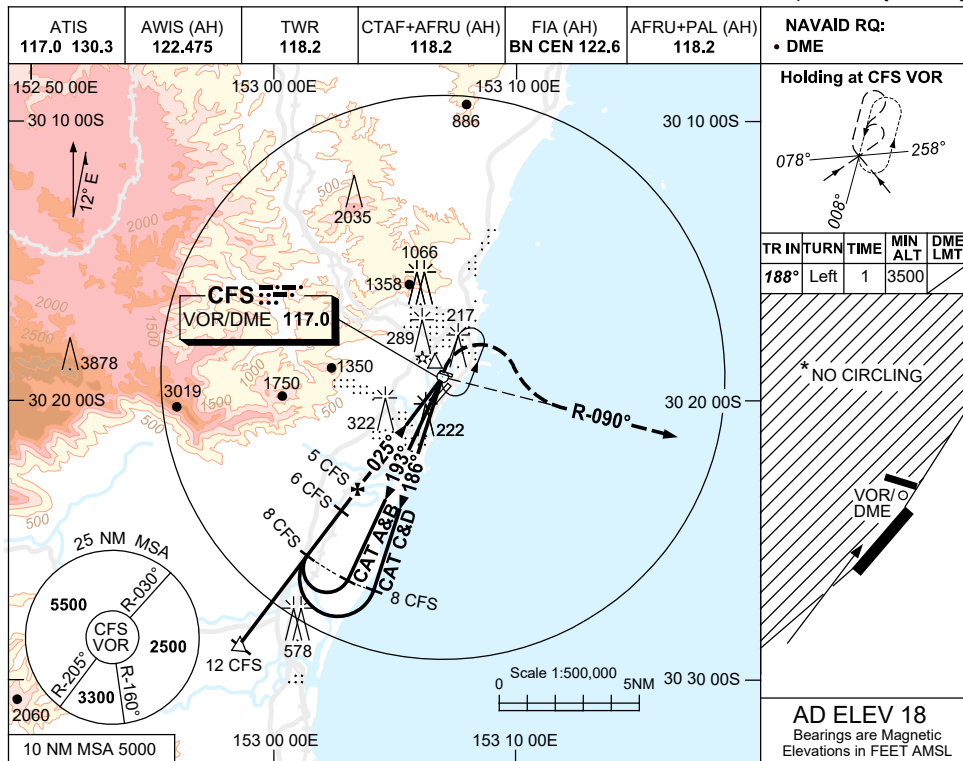 ATIS
117.0 130.3
AWIS (AH)
122.475
TWR
118.2
CTAF+AFRU (AH)
118.2
FIA (AH)
BN CEN 122.6
AFRU+PAL (AH)
118.2
NAVAID RQ:
• DME
152 50 00E
153 00 00E
153 10 00E
30 10 00S
30 10 00S
12° E
886
500
2035
2000
2000
1066
1358
CFS
VOR/DME 117.0
217
289
1500
2000
2500
3878
1000
1350
1750
3019
1500
500
500
30 20 00S
30 20 00S
322
222
R-090°
025°
193°
186°
5 CFS
6 CFS
8 CFS
CAT A&B
CAT C&D
8 CFS
500
25 NM MSA
R-030°
5500
CFS
VOR
2500
R-205°
R-160°
3300
12 CFS
578
2060
Scale 1:500,000
0
5NM
30 30 00S
10 NM MSA 5000
153 00 00E
153 10 00E
Holding at CFS VOR
078°
258°
008°
TR IN
TURN
TIME
MIN ALT
DME LMT
188°
Left
1
3500
* NO CIRCLING
VOR/
DME
AD ELEV 18
Bearings are Magnetic
Elevations in FEET AMSL